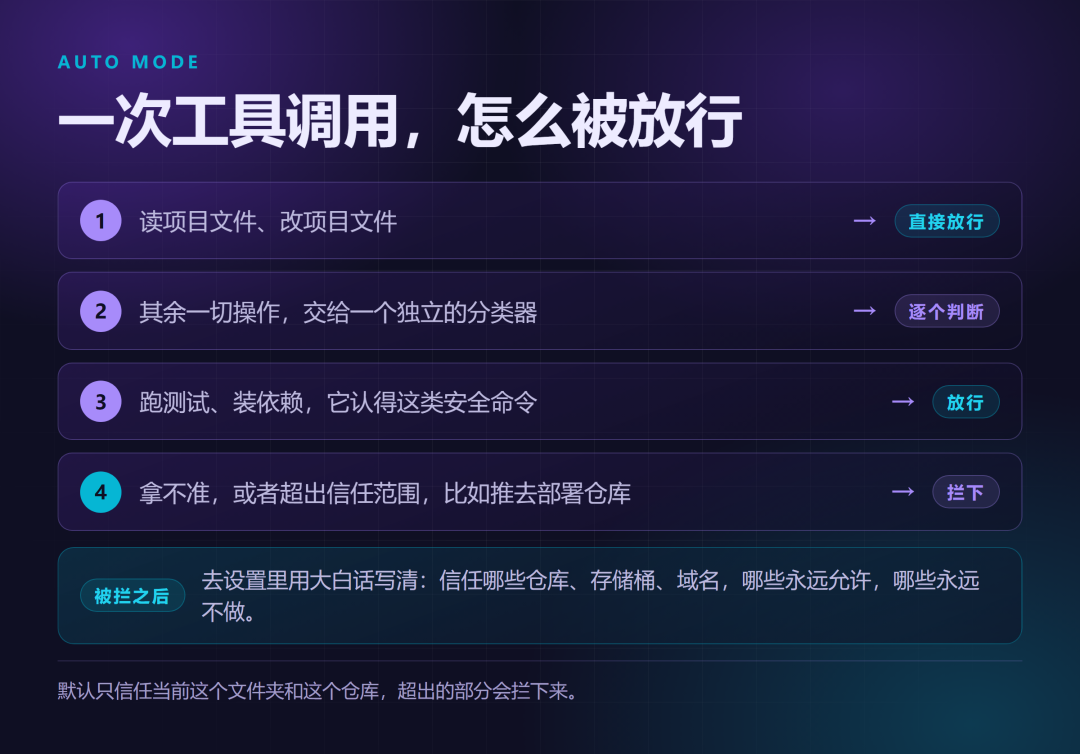 AUTO MODE
一次工具调用，怎么被放行
1 读项目文件、改项目文件 → 直接放行
2 其余一切操作，交给一个独立的分类器 → 逐个判断
3 跑测试、装依赖，它认得这类安全命令 → 放行
4 拿不准，或者超出信任范围，比如推去部署仓库 → 拦下
被拦之后 去设置里用大白话写清：信任哪些仓库、存储桶、域名，哪些永远允许，哪些永远
不做。
默认只信任当前这个文件夹和这个仓库，超出的部分会拦下来。